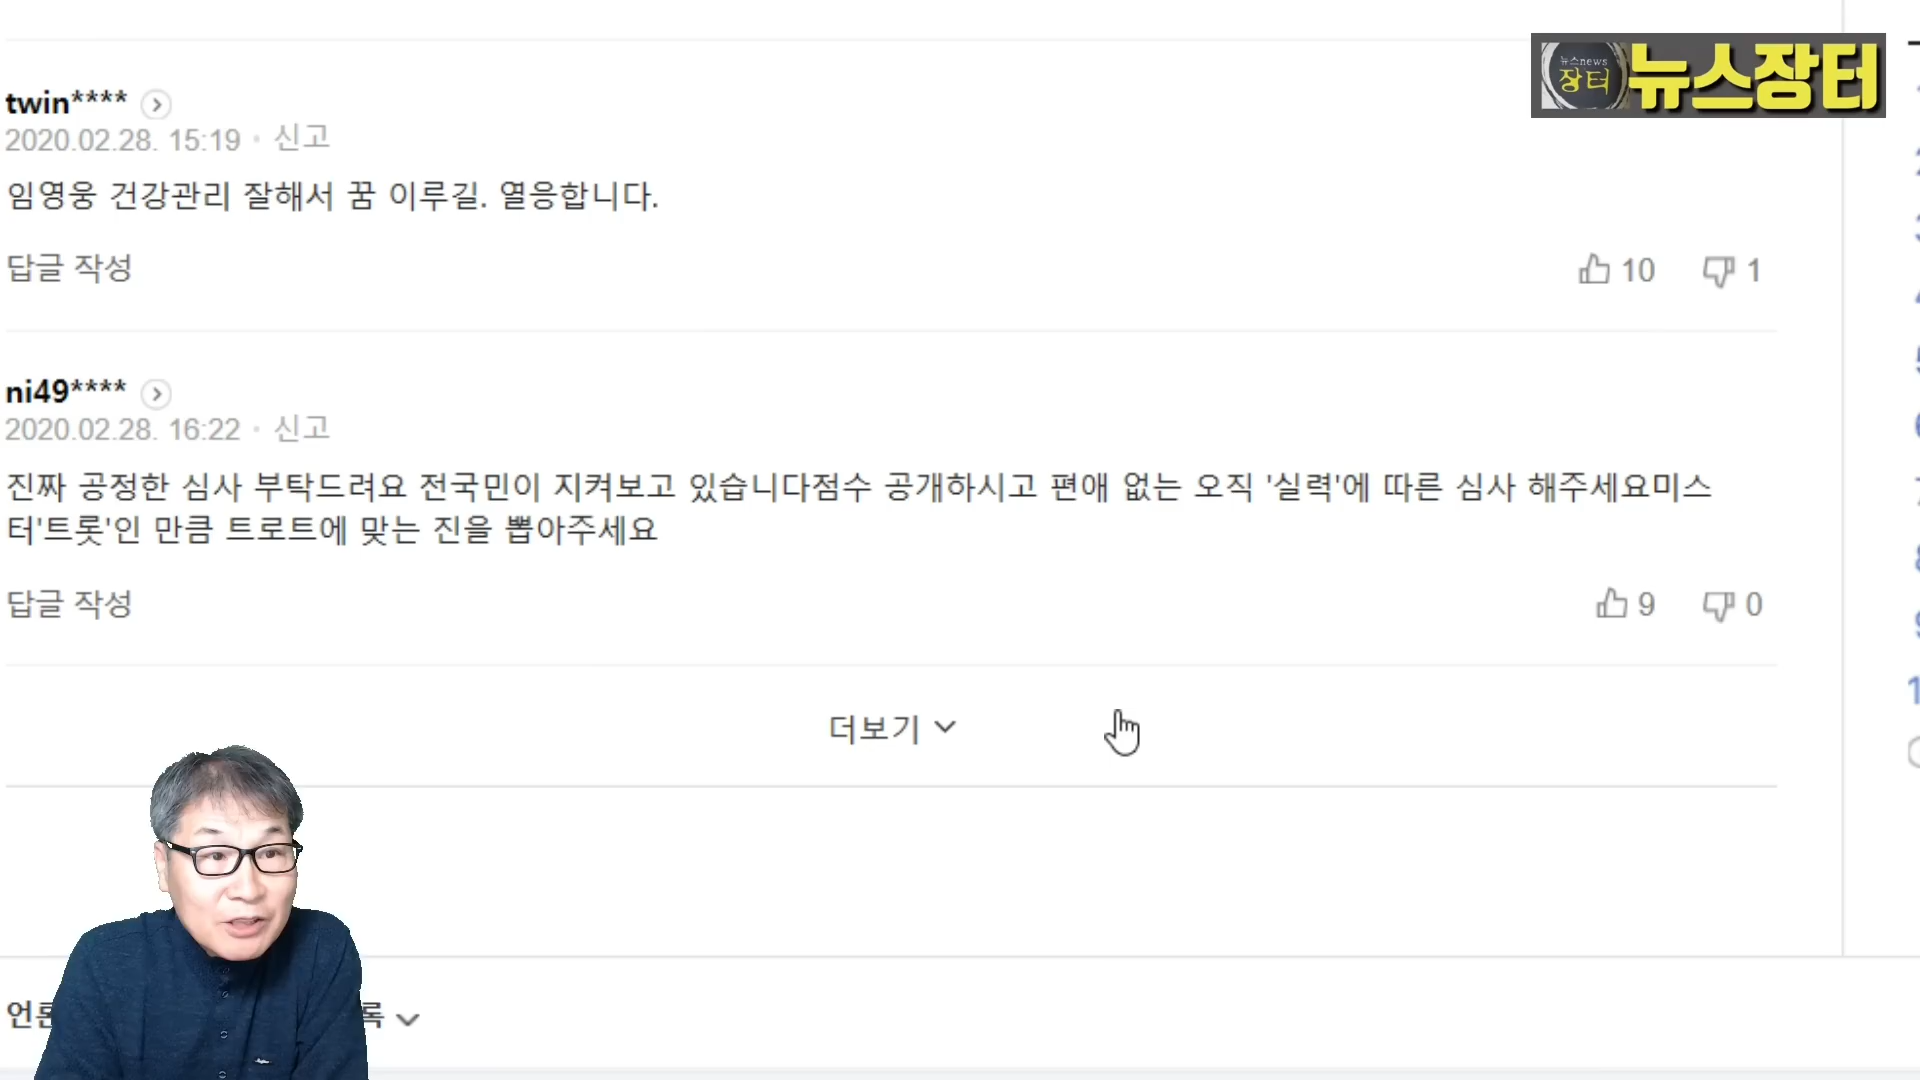 뉴스news
장터
뉴스장터
twin****
2020.02.28. 15:19 · 신고
임영웅 건강관리 잘해서 꿈 이루길. 열응합니다.
답글 작성
10
1
ni49****
2020.02.28. 16:22 · 신고
진짜 공정한 심사 부탁드려요 전국민이 지켜보고 있습니다점수 공개하시고 편애 없는 오직 '실력'에 따른 심사 해주세요미스
터'트롯'인 만큼 트로트에 맞는 진을 뽑아주세요
답글 작성
9
0
더보기